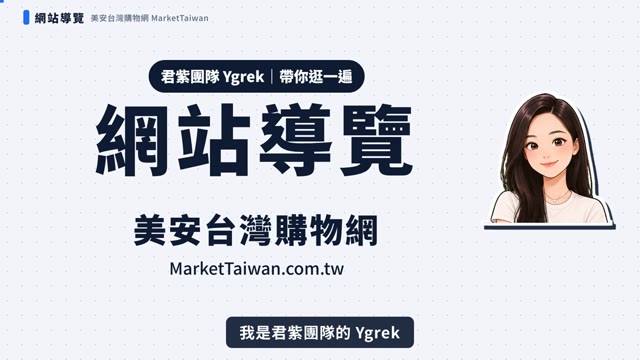 網站導覽 美安台灣購物網 MarketTaiwan
君紫團隊 Ygrek｜帶你逛一遍
網站導覽
美安台灣購物網
MarketTaiwan.com.tw
我是君紫團隊的 Ygrek